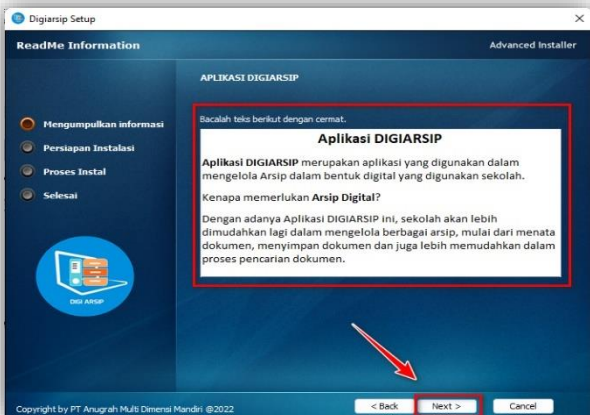 Digiarsip Setup
ReadMe Information
Advanced Installer
APLIKASI DIGIARSIP
Mengumpulkan informasi
Persiapan Instalasi
Proses Instal
Selesai
DIGI ARSIP
Bacalah teks berikut dengan cermat.
Aplikasi DIGIARSIP
Aplikasi DIGIARSIP merupakan aplikasi yang digunakan dalam
mengelola Arsip dalam bentuk digital yang digunakan sekolah.
Kenapa memerlukan Arsip Digital?
Dengan adanya Aplikasi DIGIARSIP ini, sekolah akan lebih
dimudahkan lagi dalam mengelola berbagai arsip, mulai dari menata
dokumen, menyimpan dokumen dan juga lebih memudahkan dalam
proses pencarian dokumen.
Copyright by PT Anugrah Multi Dimensi Mandiri @2022
< Back
Next >
Cancel